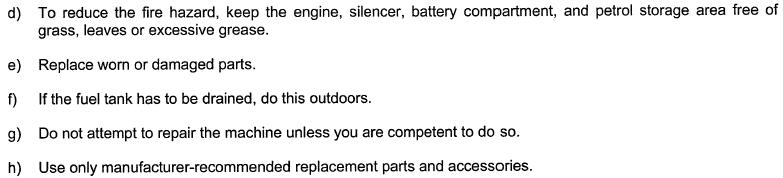 d) To reduce the fire hazard, keep the engine, silencer, battery compartment, and petrol storage area free of
grass, leaves or excessive grease.
e) Replace worn or damaged parts.
f) If the fuel tank has to be drained, do this outdoors.
g) Do not attempt to repair the machine unless you are competent to do so.
h) Use only manufacturer-recommended replacement parts and accessories.